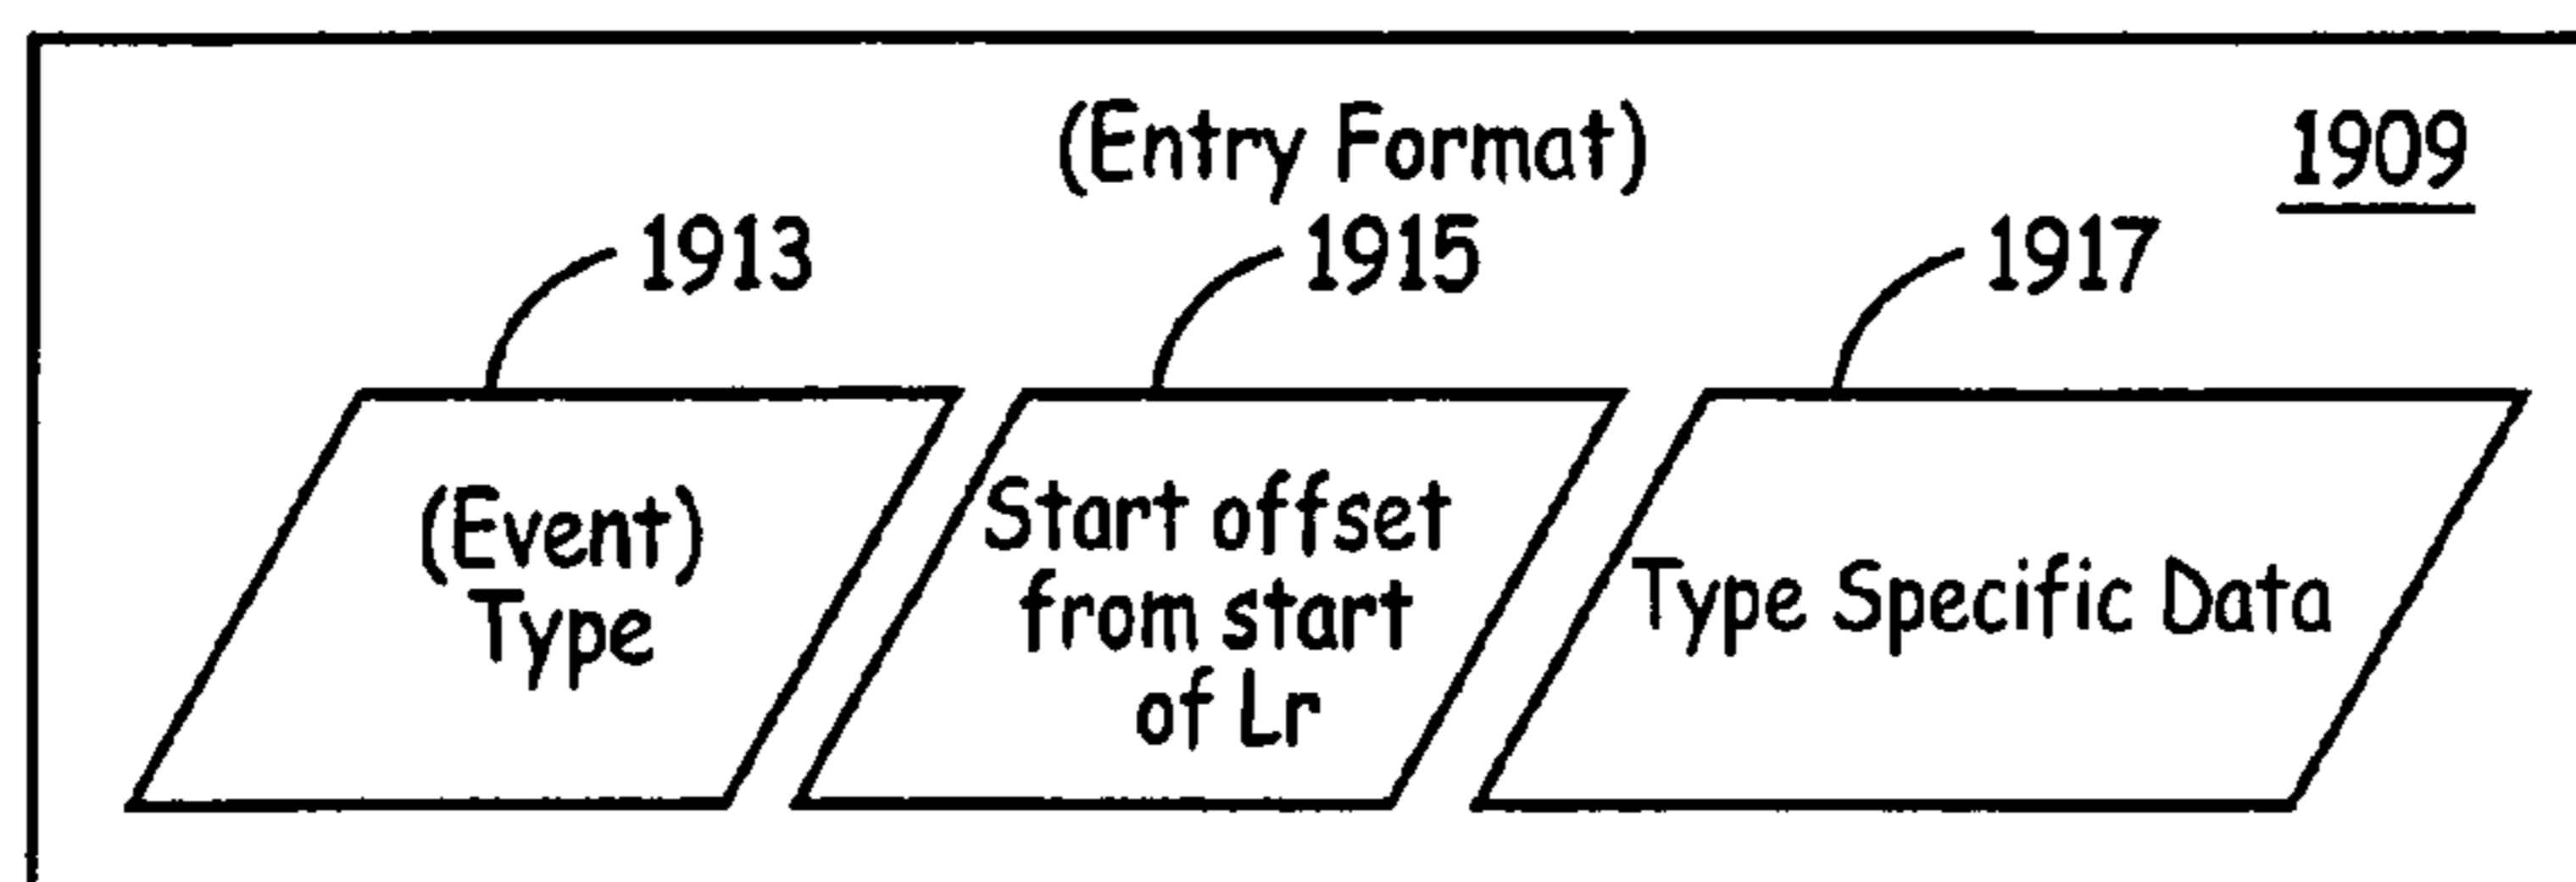 (Entry Format)
1909
1913
1915
1917
(Event)
Type
Start offset
from start
of Lr
Type Specific Data